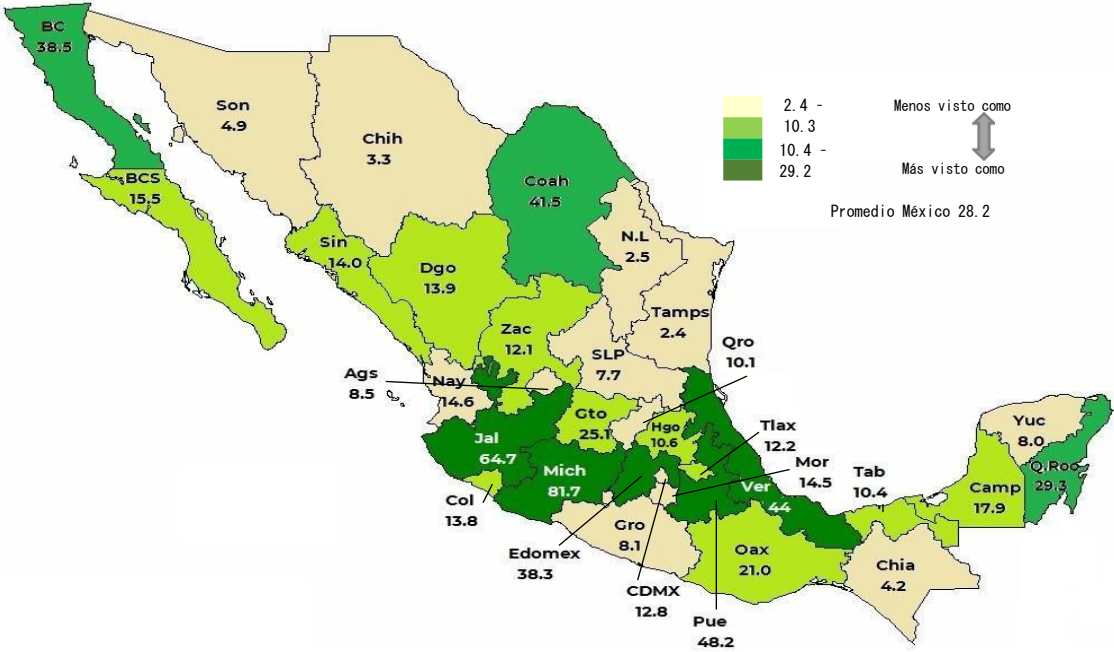 BC
38.5
Son
4.9
Chih
3.3
Coah
41.5
BCS
15.5
Sin
14.0
Dgo
13.9
N.L
2.5
Tamps
2.4
Zac
12.1
SLP
7.7
Qro
10.1
Ags
8.5
Nay
14.6
Gto
25.1
Hgo
10.6
Tlax
12.2
Jal
64.7
Mich
81.7
Mor
14.5
Ver
44
Tab
10.4
Camp
17.9
Yuc
8.0
Q.Roo
29.3
Col
13.8
Gro
8.1
Edomex
38.3
CDMX
12.8
Pue
48.2
Oax
21.0
Chia
4.2
2.4 -
10.3
10.4 -
29.2
Menos visto como
Más visto como
Promedio México 28.2